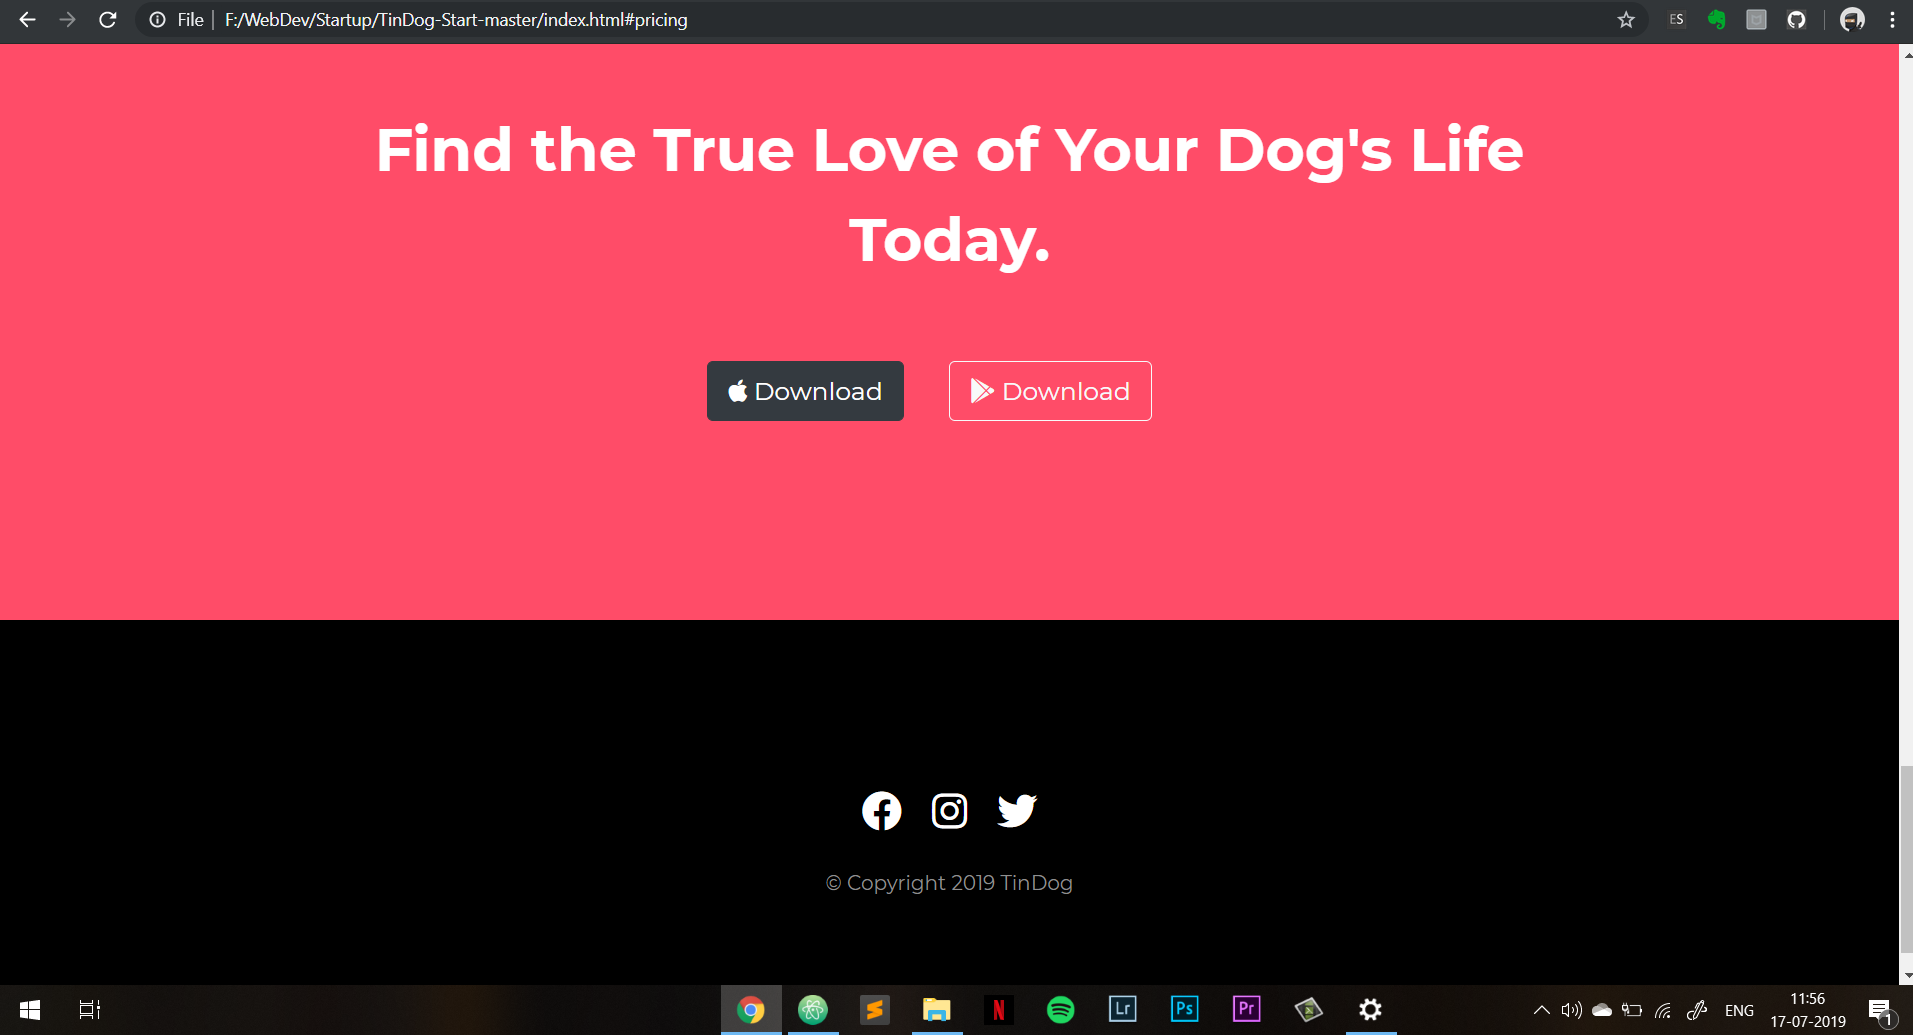 File
F:/WebDev/Startup/TinDog-Start-master/index.html#pricing
ES
Find the True Love of Your Dog's Life
Today.
Download
Download
© Copyright 2019 TinDog
N
Lr
Ps
Pr
ENG
11:56
17-07-2019
1